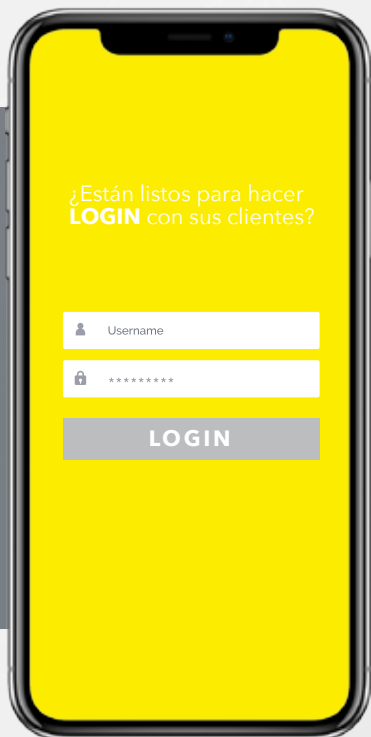 ¿Están listos para hacer
LOGIN con sus clientes?
Username
*********
LOGIN